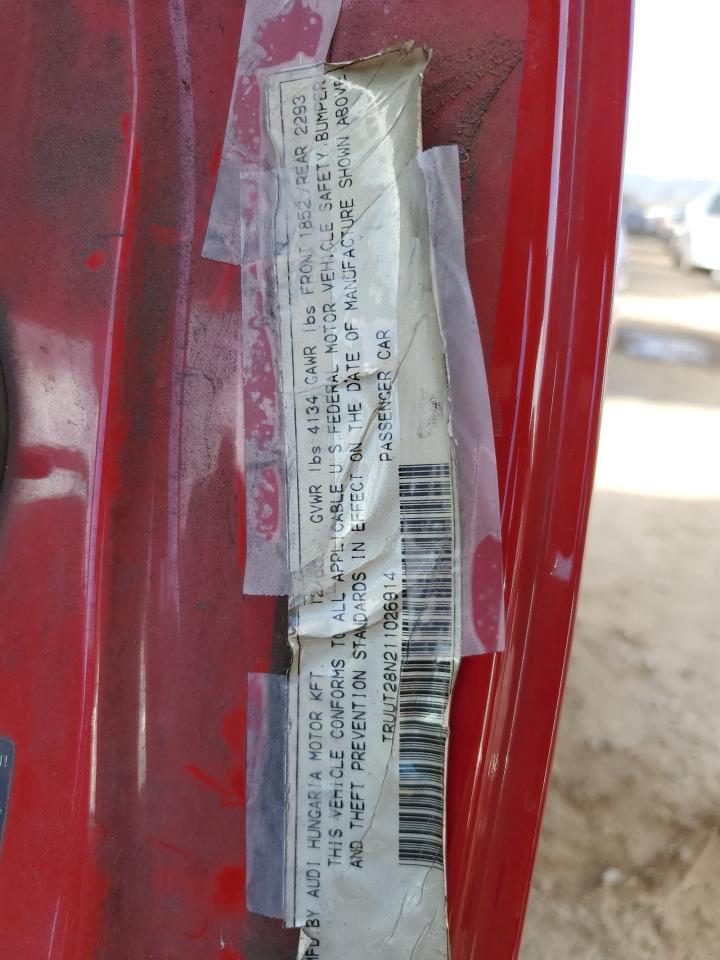 MFD.BY AUDI HUNGARIA MOTOR KFT. GVWR lbs 4134 GAWR lbs FRONT 1852/REAR 2293
THIS VEHICLE CONFORMS TO ALL APPLICABLE U.S. FEDERAL MOTOR VEHICLE SAFETY, BUMPER
AND THEFT PREVENTION STANDARDS IN EFFECT ON THE DATE OF MANUFACTURE SHOWN ABOVE
TRUUT28N211026914 PASSENGER CAR